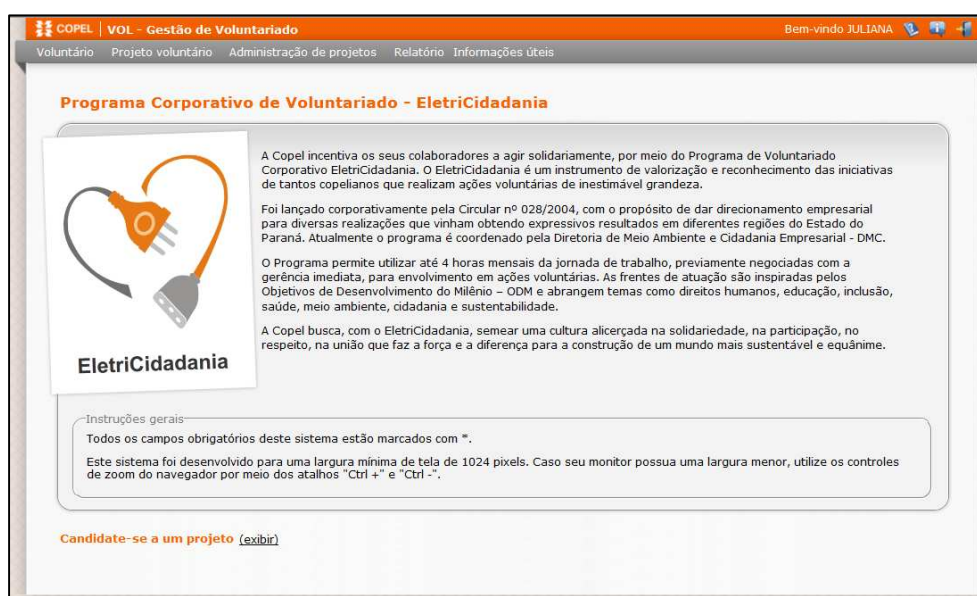 COPEL | VOL - Gestão de Voluntariado
Bem-vindo JULIANA
Voluntário Projeto voluntário Administração de projetos Relatório Informações úteis
Programa Corporativo de Voluntariado - EletriCidadania
A Copel incentiva os seus colaboradores a agir solidariamente, por meio do Programa de Voluntariado
Corporativo EletriCidadania. O EletriCidadania é um instrumento de valorização e reconhecimento das iniciativas
de tantos copelianos que realizam ações voluntárias de inestimável grandeza.
Foi lançado corporativamente pela Circular nº 028/2004, com o propósito de dar direcionamento empresarial
para diversas realizações que vinham obtendo expressivos resultados em diferentes regiões do Estado do
Paraná. Atualmente o programa é coordenado pela Diretoria de Meio Ambiente e Cidadania Empresarial - DMC.
O Programa permite utilizar até 4 horas mensais da jornada de trabalho, previamente negociadas com a
gerência imediata, para envolvimento em ações voluntárias. As frentes de atuação são inspiradas pelos
Objetivos de Desenvolvimento do Milênio – ODM e abrangem temas como direitos humanos, educação, inclusão,
saúde, meio ambiente, cidadania e sustentabilidade.
A Copel busca, com o EletriCidadania, semear uma cultura alicerçada na solidariedade, na participação, no
respeito, na união que faz a força e a diferença para a construção de um mundo mais sustentável e equânime.
EletriCidadania
Instruções gerais
Todos os campos obrigatórios deste sistema estão marcados com *.
Este sistema foi desenvolvido para uma largura mínima de tela de 1024 pixels. Caso seu monitor possua uma largura menor, utilize os controles
de zoom do navegador por meio dos atalhos "Ctrl +" e "Ctrl -".
Candidate-se a um projeto (exibir)